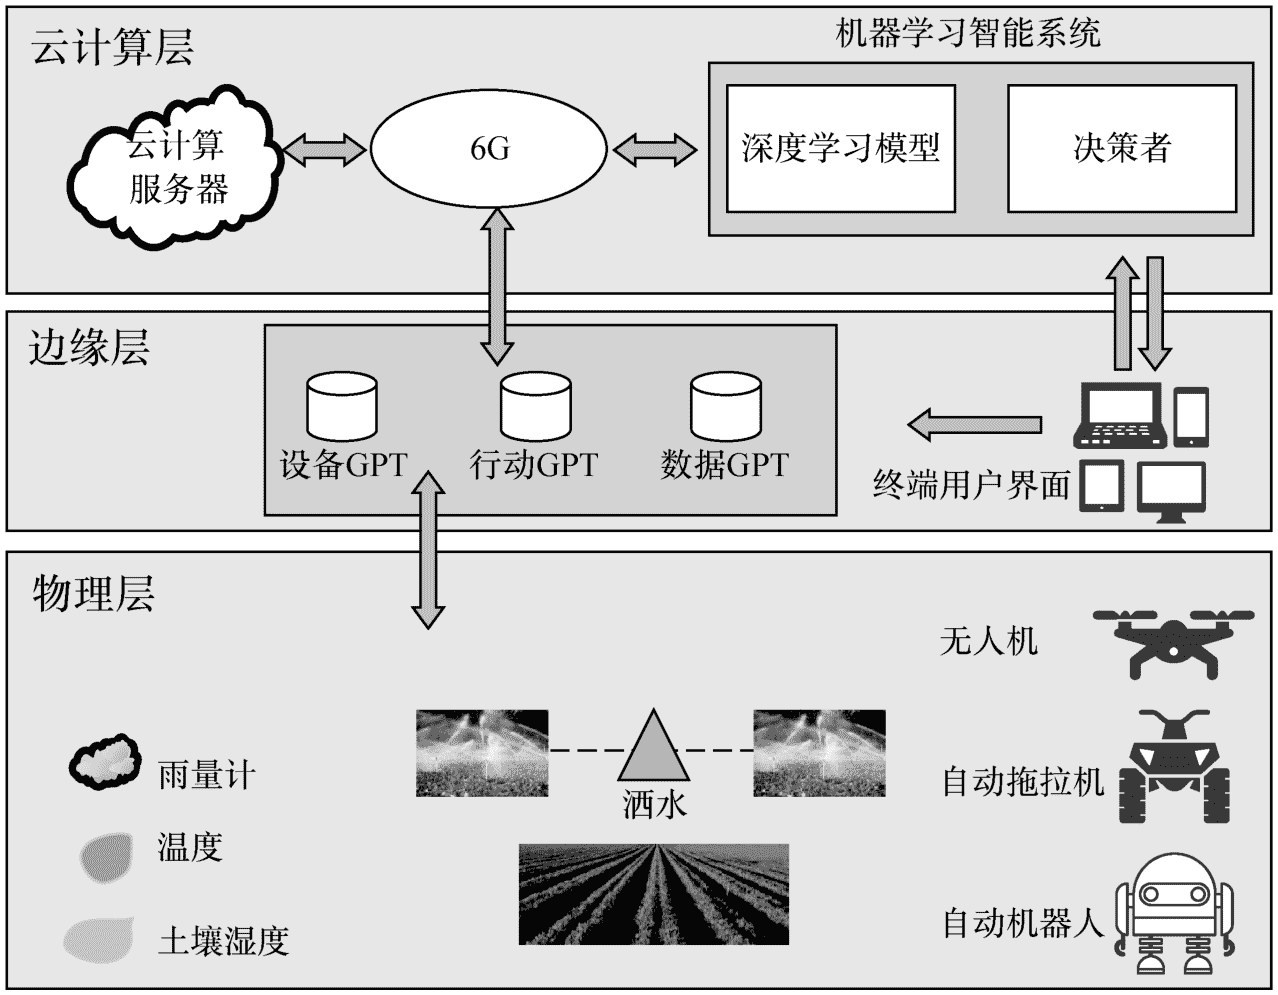 云计算层
机器学习智能系统
云计算
服务器
6G
深度学习模型
决策者
边缘层
设备GPT
行动GPT
数据GPT
终端用户界面
物理层
无人机
雨量计
洒水
自动拖拉机
温度
土壤湿度
自动机器人